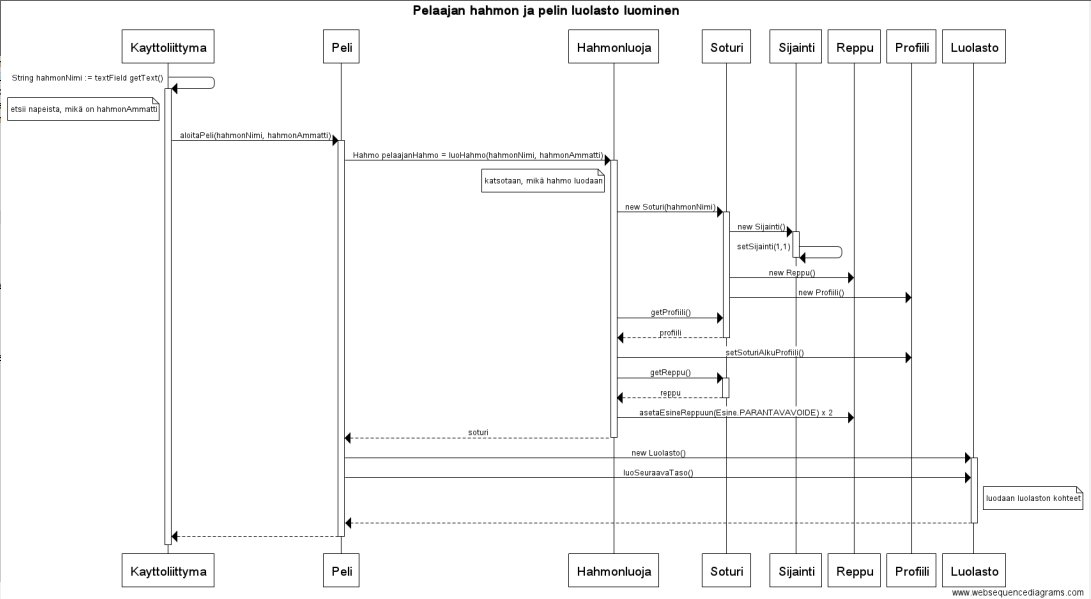 Pelaajan hahmon ja pelin luolasto luominen
Kayttoliittyma
Peli
Hahmonluoja
Soturi
Sijainti
Reppu
Profiili
Luolasto
String hahmonNimi := textField getText()
etsii napeista, mikä on hahmonAmmatti
aloitaPeli(hahmonNimi, hahmonAmmatti)
Hahmo pelaajanHahmo = luoHahmo(hahmonNimi, hahmonAmmatti)
katsotaan, mikä hahmo luodaan
new Soturi(hahmonNimi)
new Sijainti()
setSijainti(1,1)
new Reppu()
new Profiili()
getProfiili()
profiili
setSoturiAlkuProfiili()
getReppu()
reppu
asetaEsineReppuun(Esine.PARANTAVAVOIDE) x 2
soturi
new Luolasto()
luoSeuraavaTaso()
luodaan luolaston kohteet
Kayttoliittyma
Peli
Hahmonluoja
Soturi
Sijainti
Reppu
Profiili
Luolasto
www.websequencediagrams.com